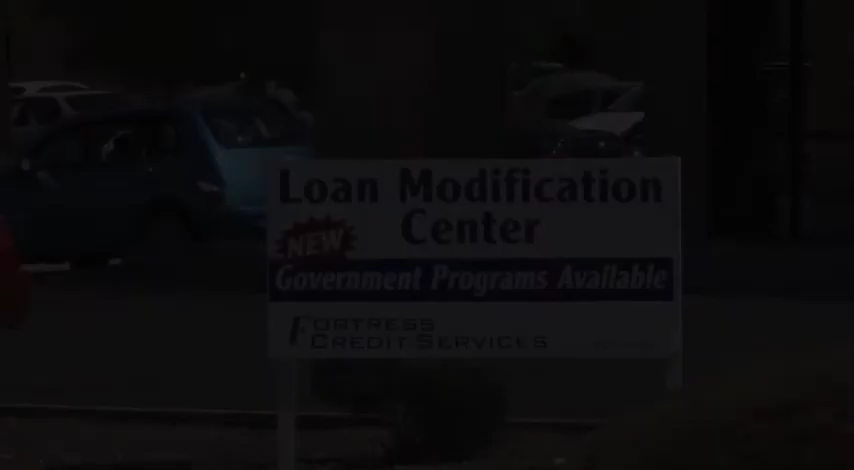 Loan Modification
Center
NEW
Government Programs Available
FORTRESS
CREDIT SERVICES